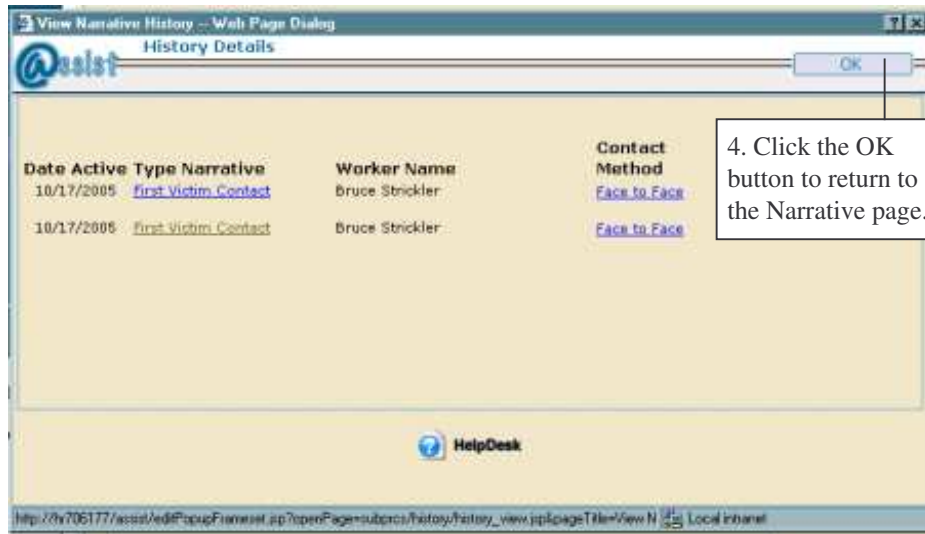 View Narrative History -- Web Page Dialog
History Details
@ssist
OK
4. Click the OK
button to return to
the Narrative page.
Contact
Date Active Type Narrative Worker Name Method
10/17/2005 First Victim Contact Bruce Strickler Face to Face
10/17/2005 First Victim Contact Bruce Strickler Face to Face
HelpDesk
Local intranet